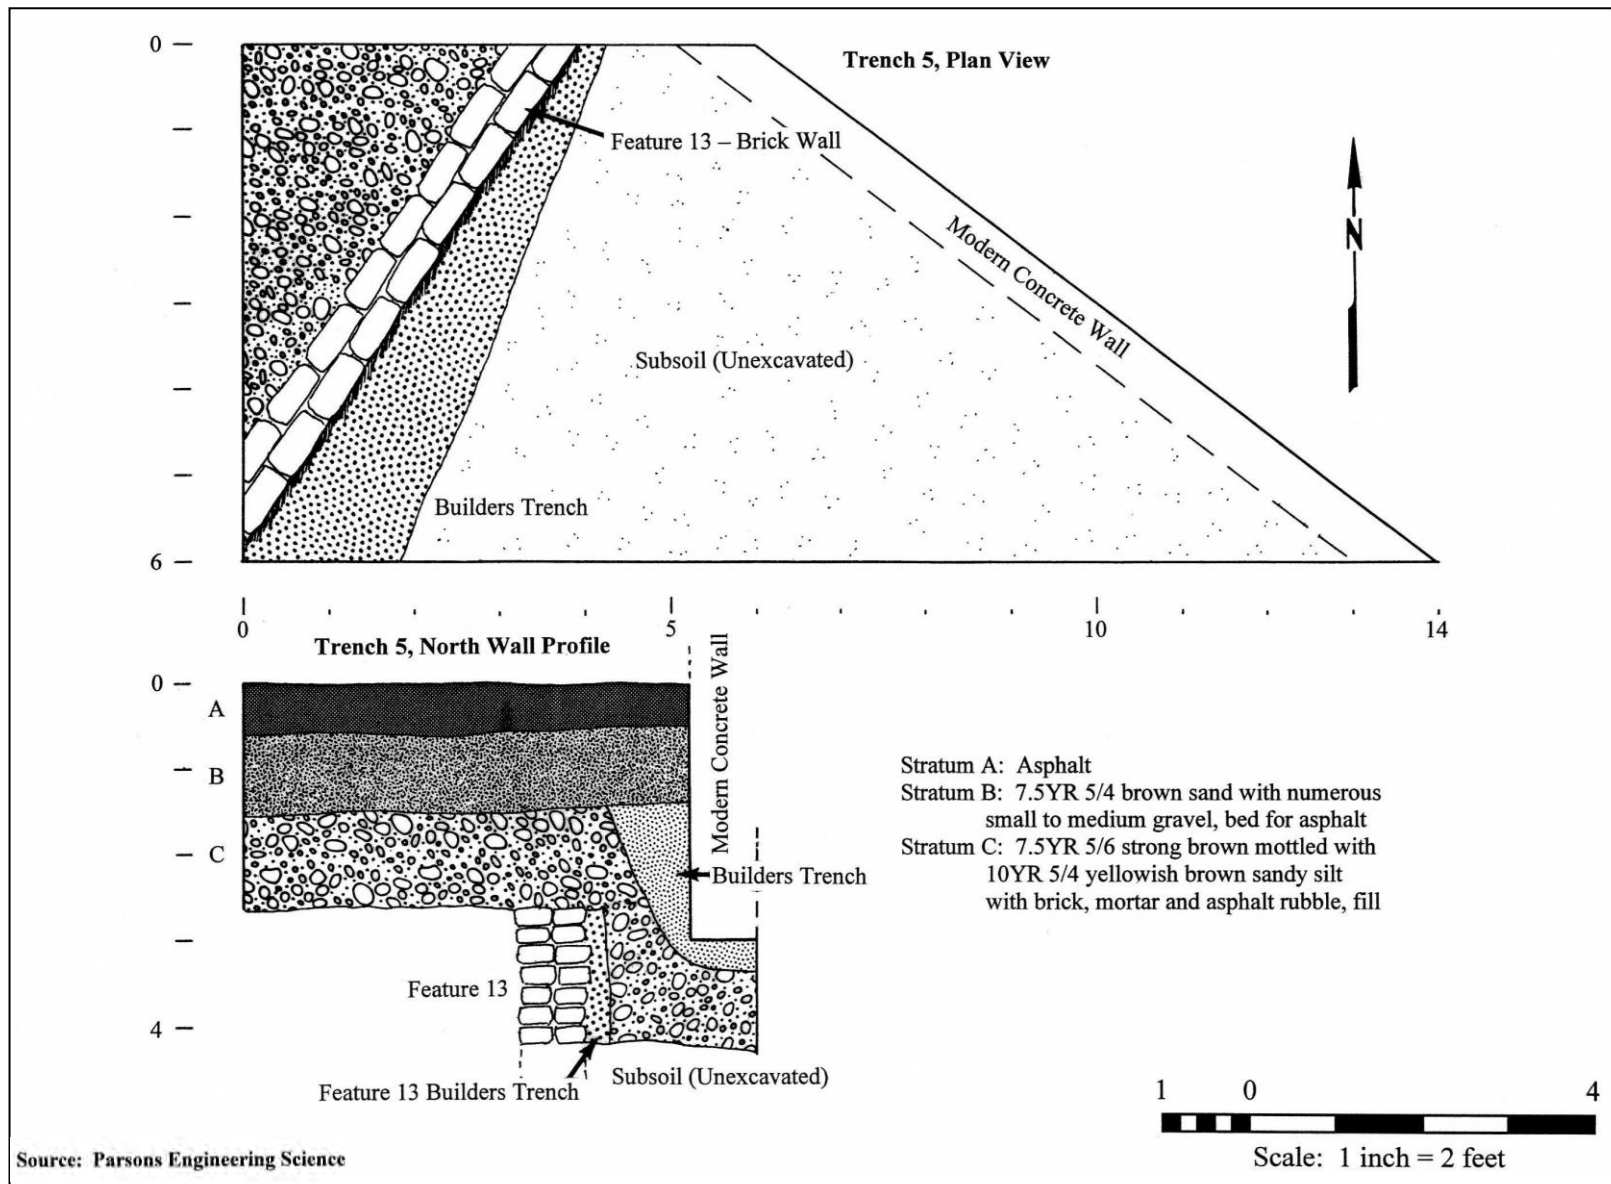 0
Trench 5, Plan View
Feature 13 – Brick Wall
N
Modern Concrete Wall
Subsoil (Unexcavated)
Builders Trench
6
0 5 10 14
Trench 5, North Wall Profile
0
A
B
C
Modern Concrete Wall
Builders Trench
Feature 13
4
Feature 13 Builders Trench
Subsoil (Unexcavated)
Stratum A: Asphalt
Stratum B: 7.5YR 5/4 brown sand with numerous
small to medium gravel, bed for asphalt
Stratum C: 7.5YR 5/6 strong brown mottled with
10YR 5/4 yellowish brown sandy silt
with brick, mortar and asphalt rubble, fill
1 0 4
Scale: 1 inch = 2 feet
Source: Parsons Engineering Science